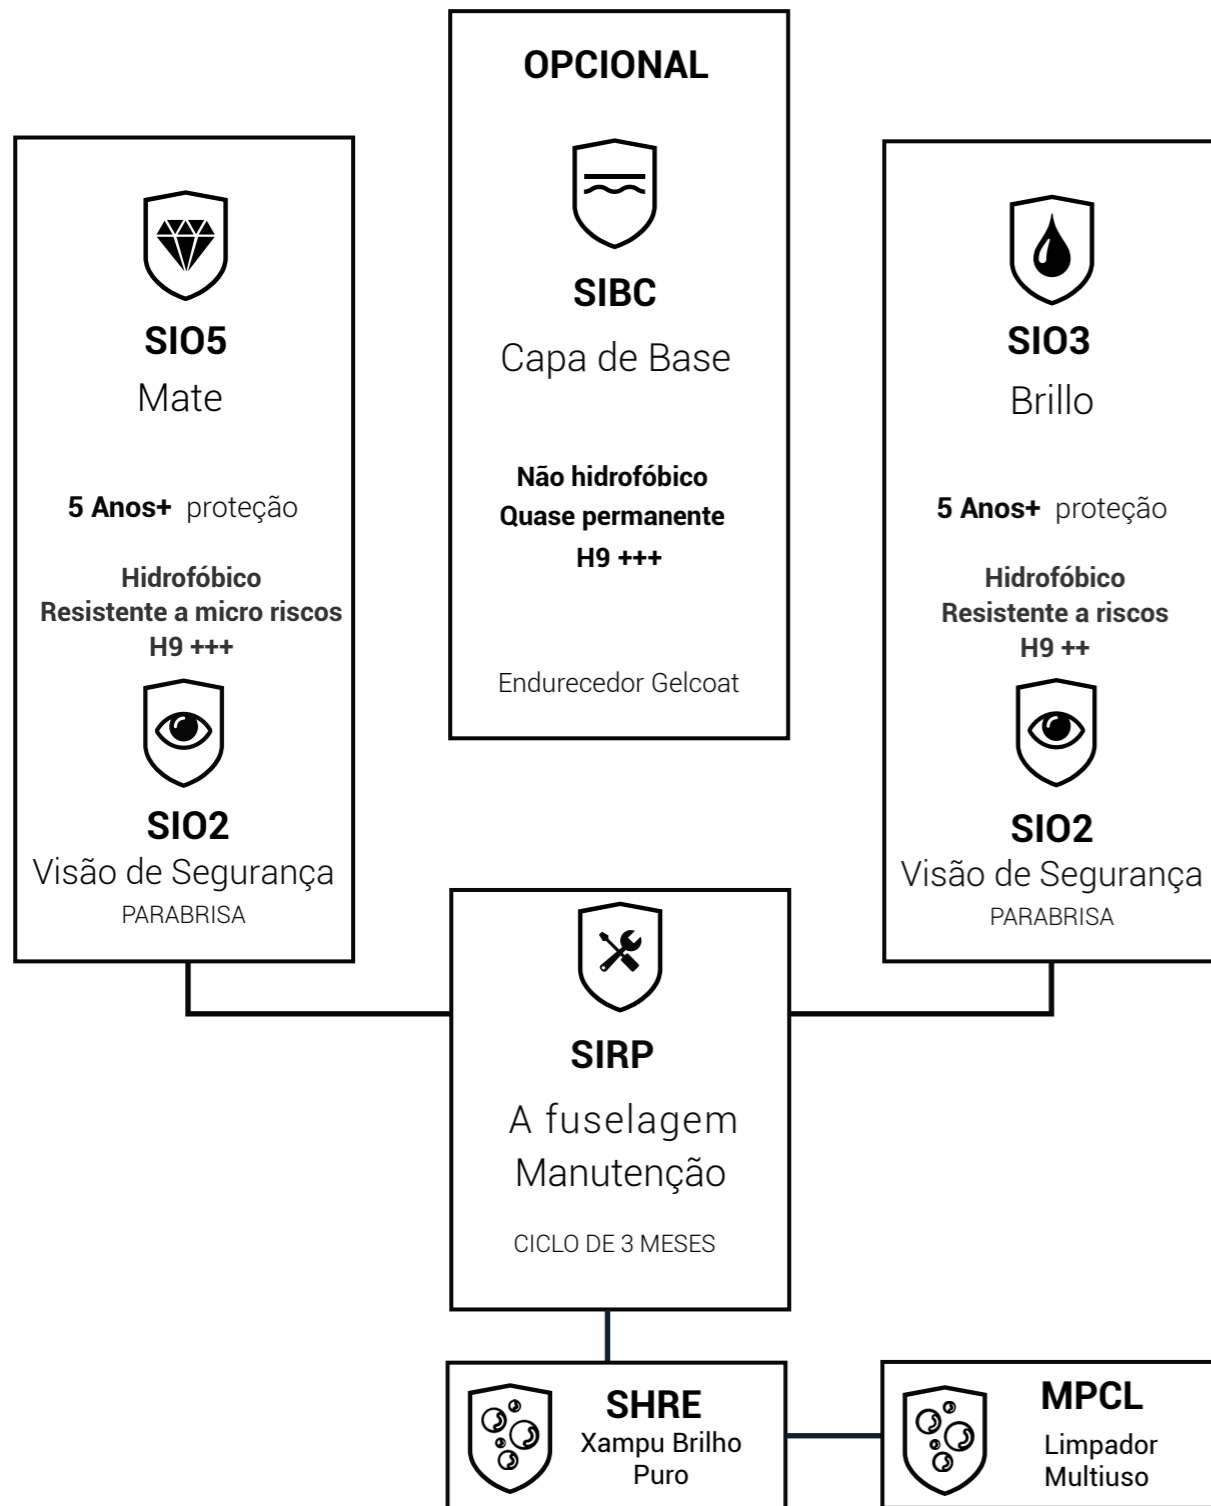 OPCIONAL
SIBC
Capa de Base
Não hidrofóbico
Quase permanente
H9 +++
Endurecedor Gelcoat
SIO5
Mate
5 Anos+ proteção
Hidrofóbico
Resistente a micro riscos
H9 +++
SIO2
Visão de Segurança
PARABRISA
SIO3
Brillo
5 Anos+ proteção
Hidrofóbico
Resistente a riscos
H9 ++
SIO2
Visão de Segurança
PARABRISA
SIRP
A fuselagem
Manutenção
CICLO DE 3 MESES
SHRE
Xampu Brilho
Puro
MPCL
Limpador
Multiuso